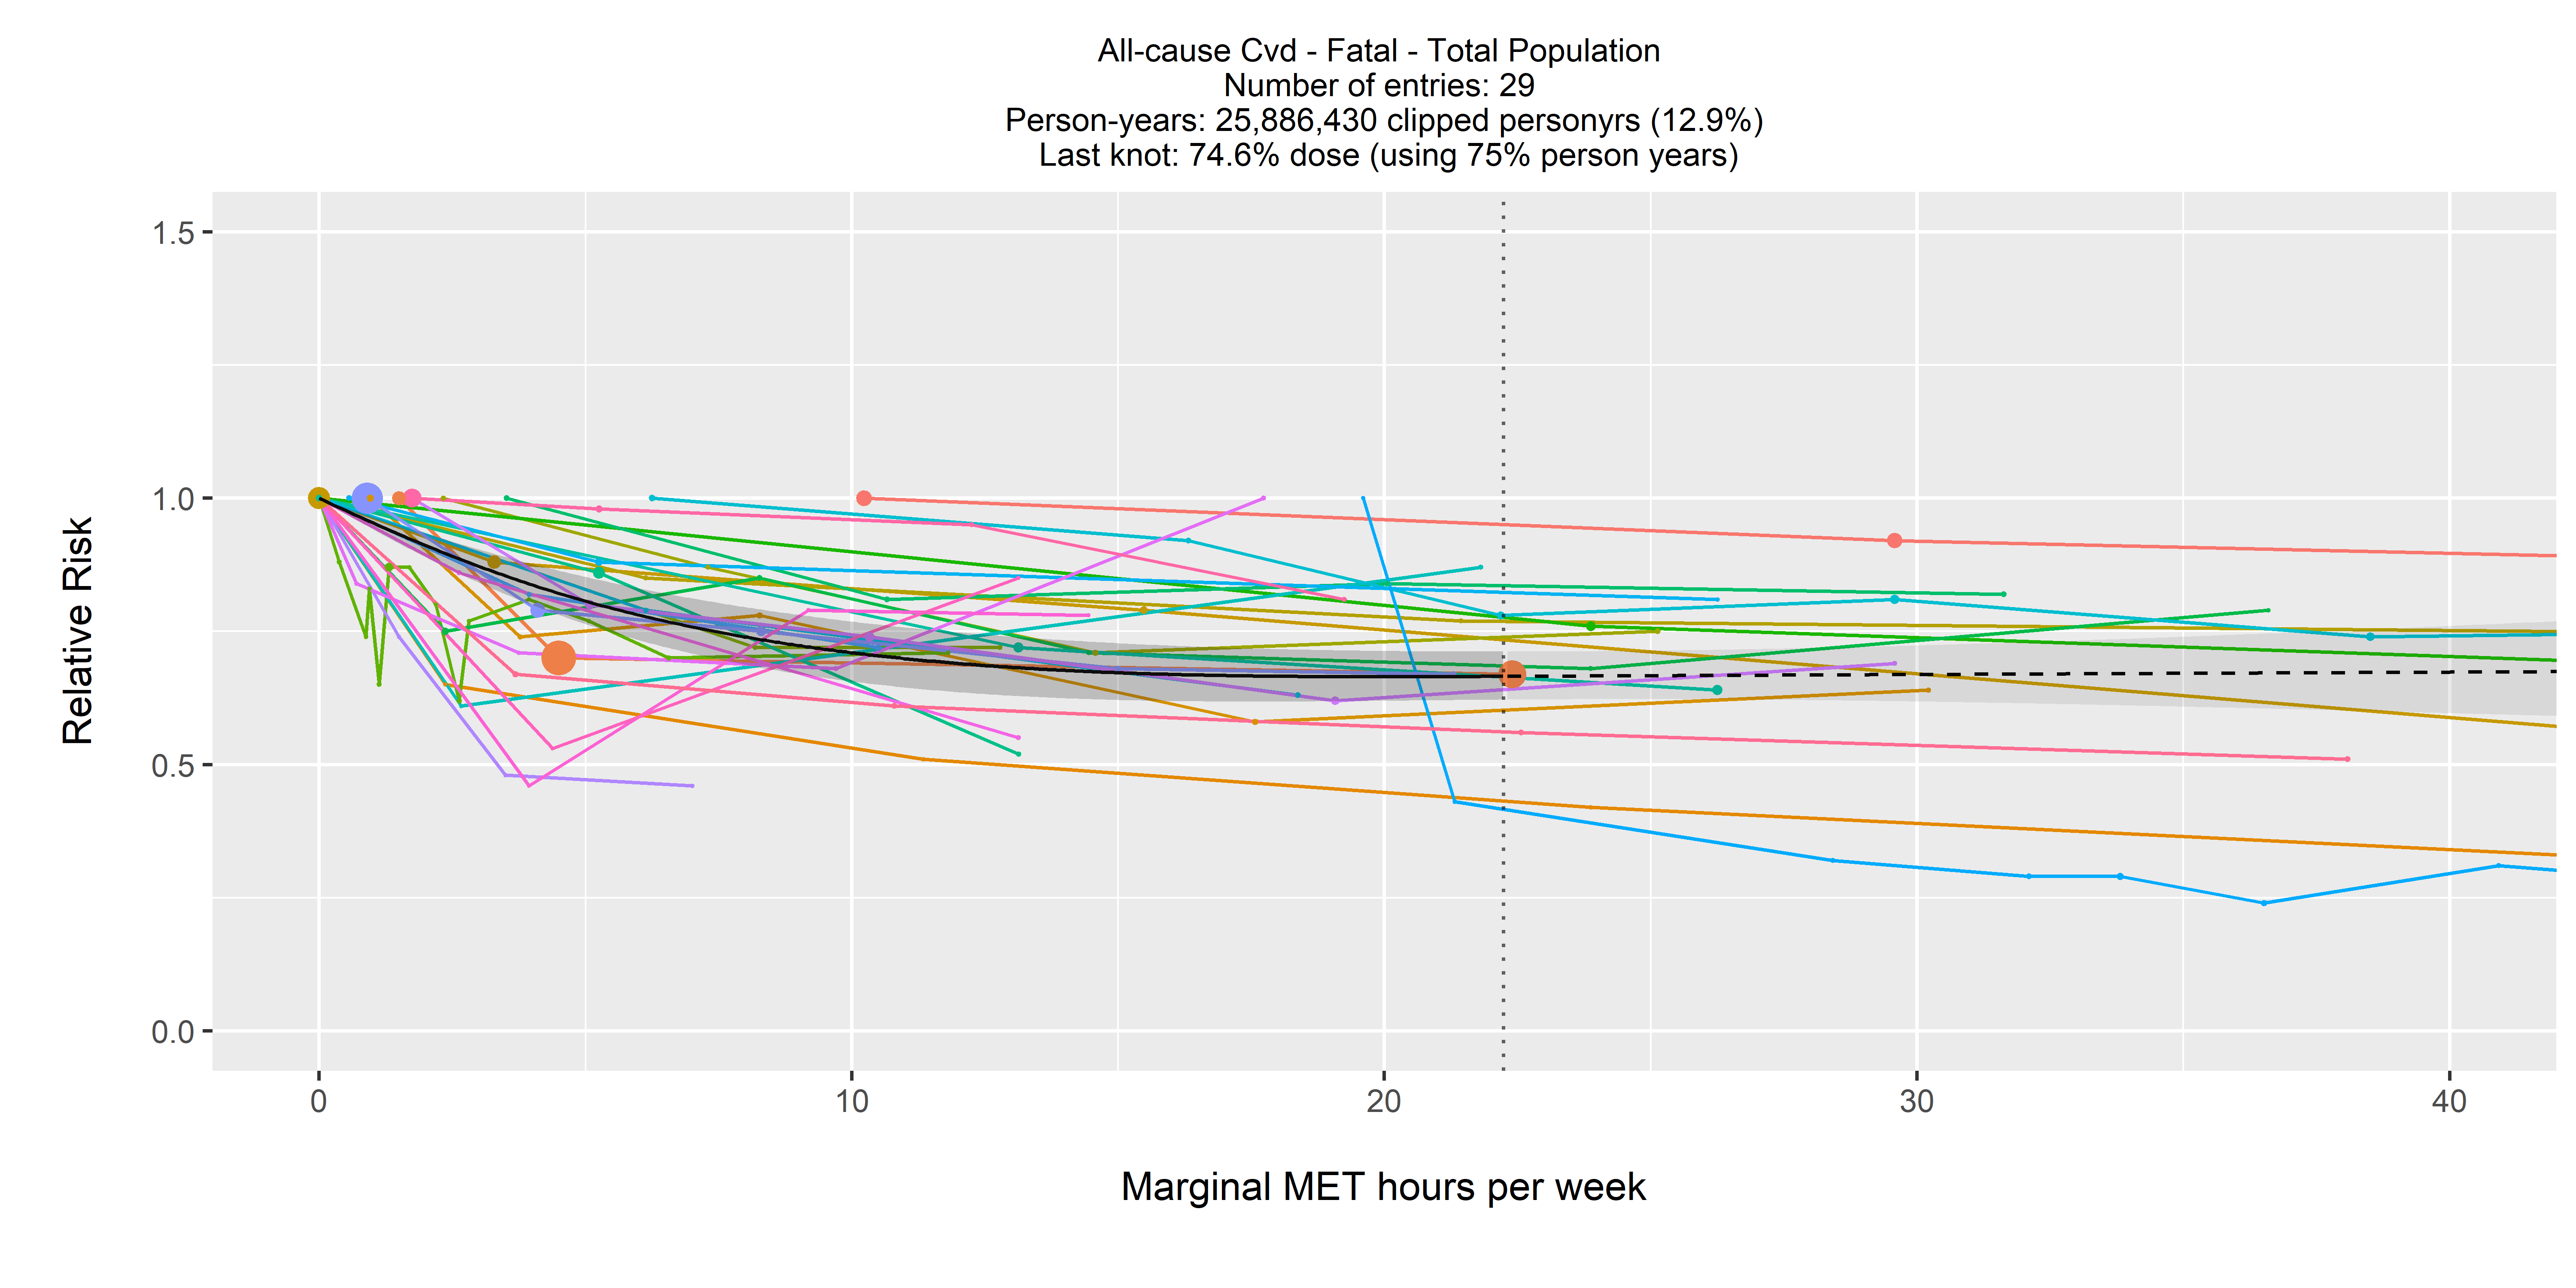 All-cause Cvd - Fatal - Total Population
Number of entries: 29
Person-years: 25,886,430 clipped personyrs (12.9%)
Last knot: 74.6% dose (using 75% person years)
1.5
1.0
0.5
0.0
Relative Risk
0 10 20 30 40
Marginal MET hours per week